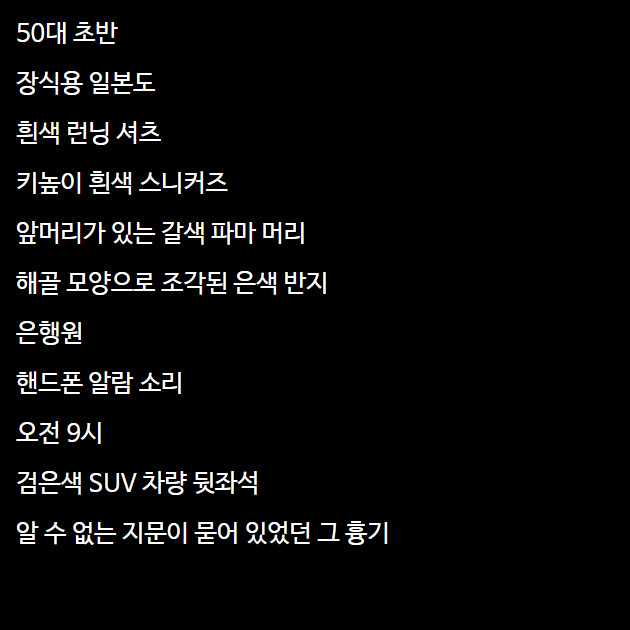 50대 초반
장식용 일본도
흰색 런닝 셔츠
키높이 흰색 스니커즈
앞머리가 있는 갈색 파마 머리
해골 모양으로 조각된 은색 반지
은행원
핸드폰 알람 소리
오전 9시
검은색 SUV 차량 뒷좌석
알 수 없는 지문이 묻어 있었던 그 흉기